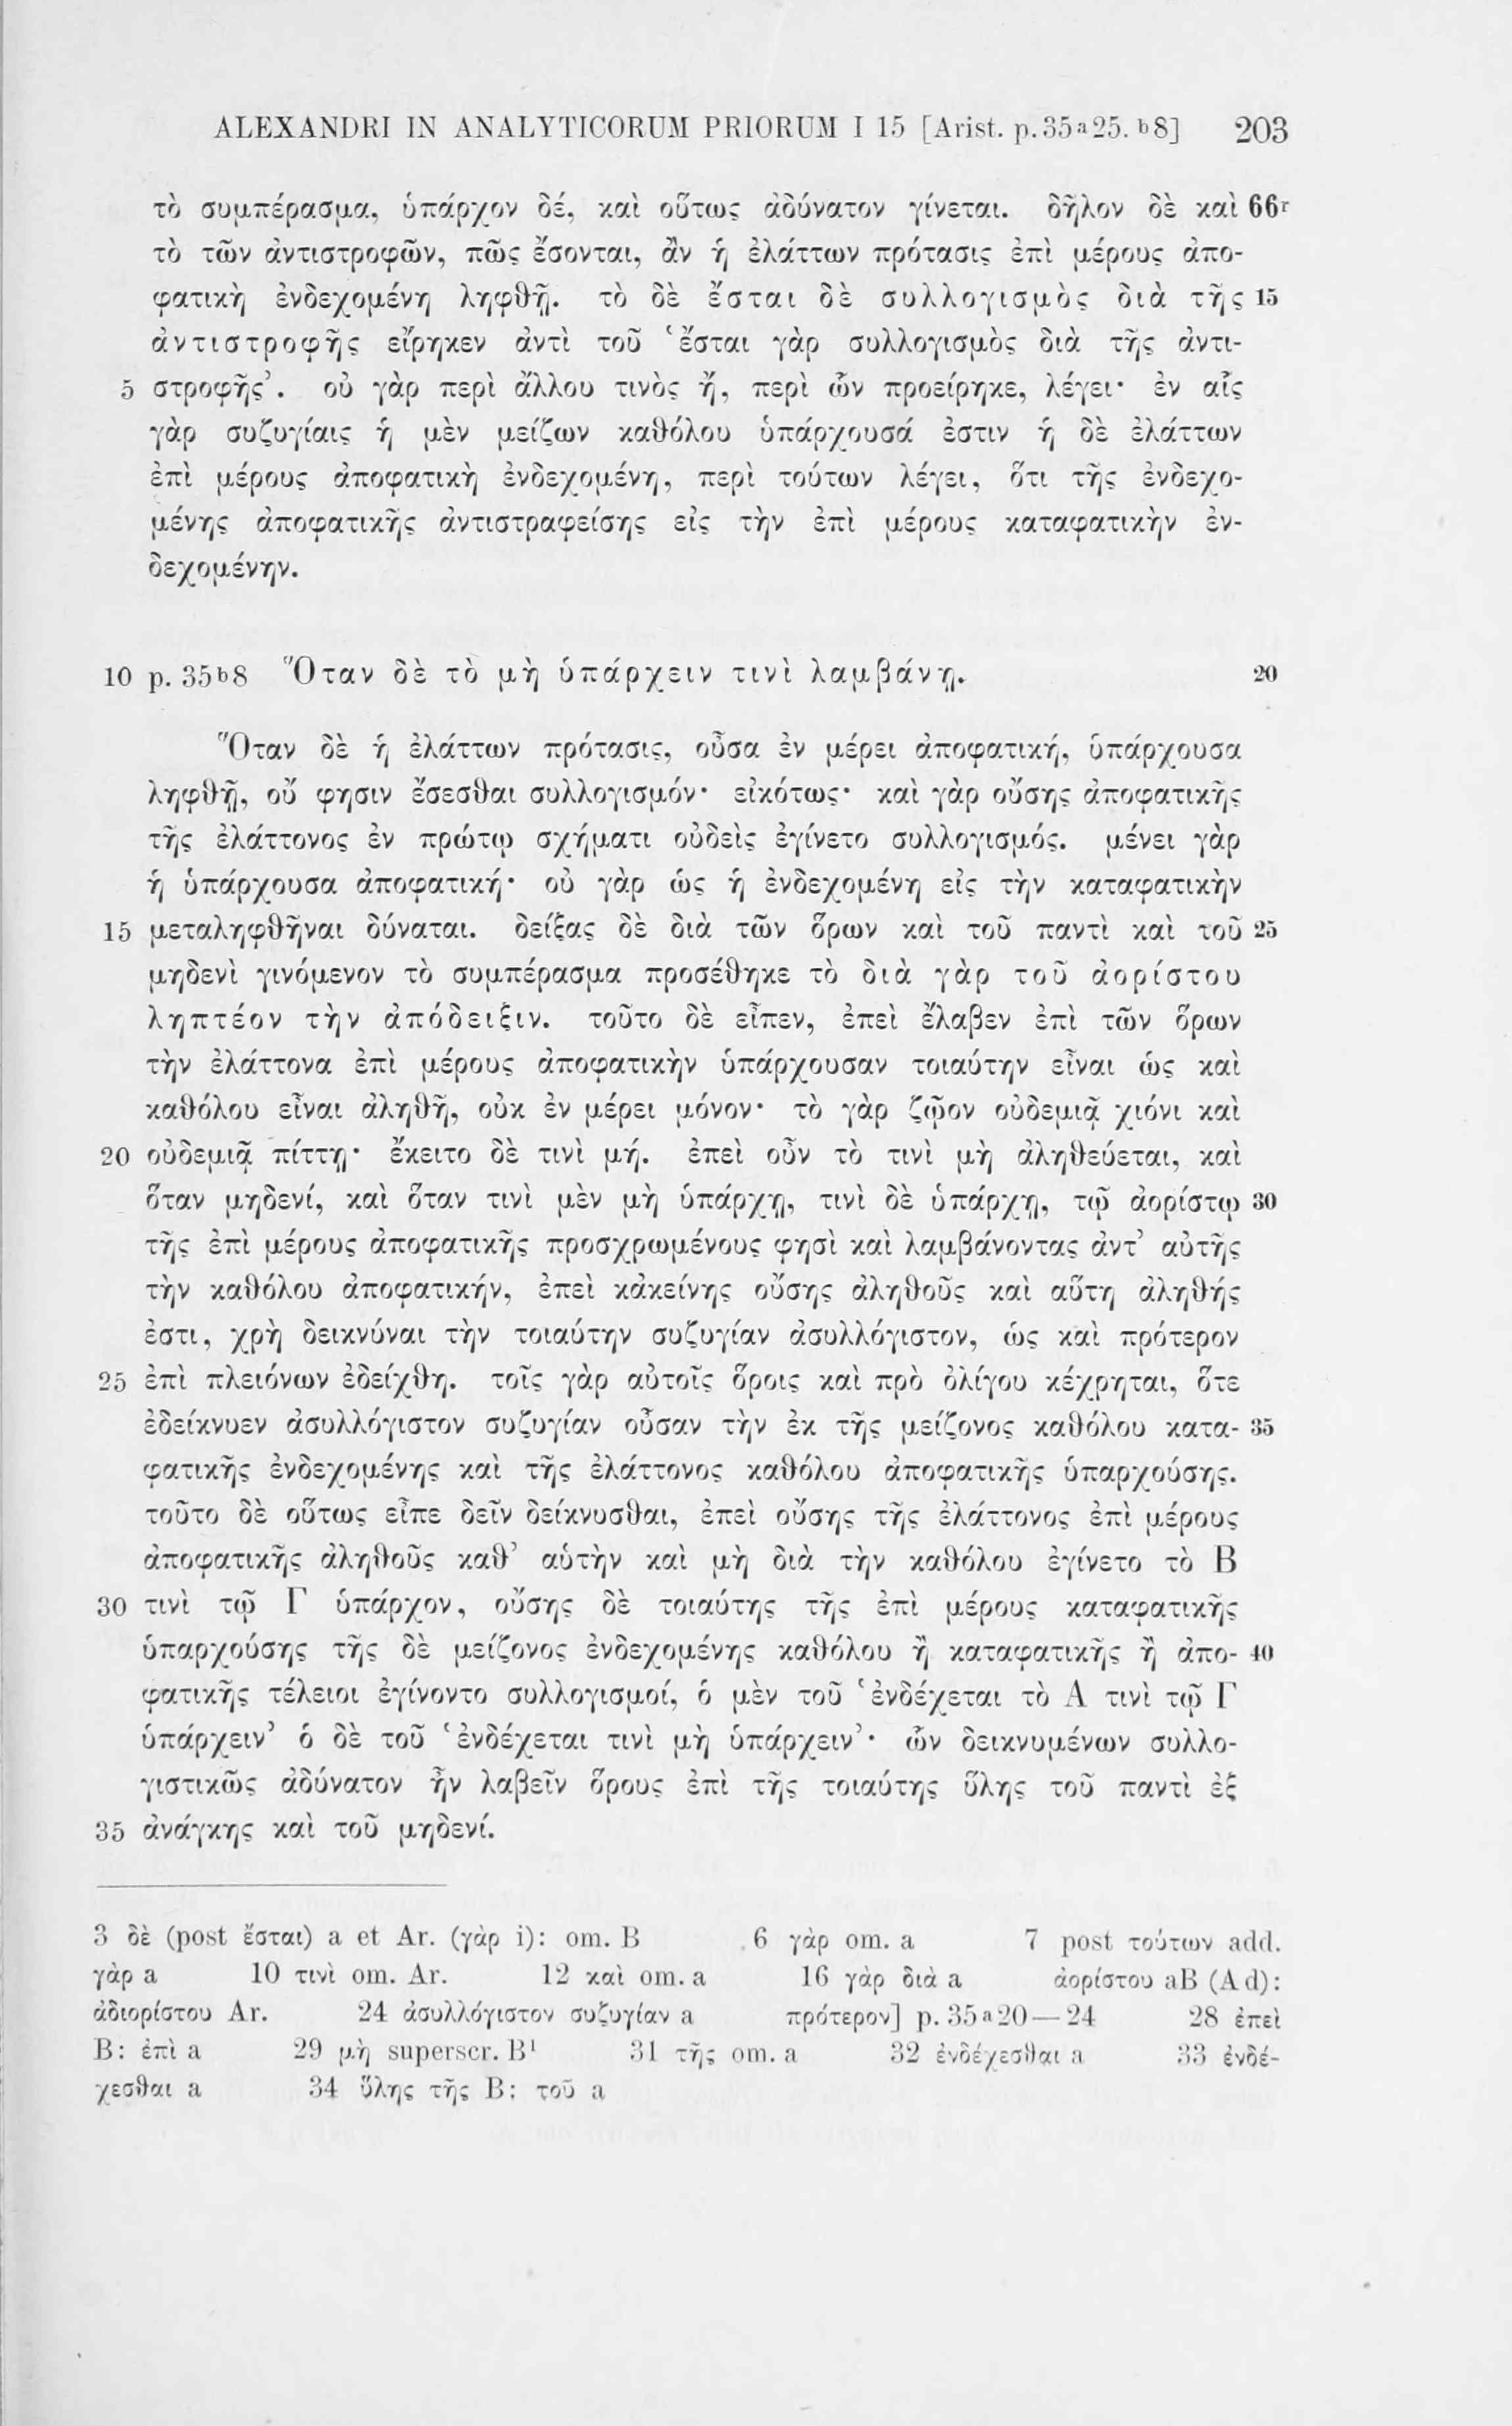 ALEXANDRI IN ANALYTICORUM PRIORUM I 15 [Arist. p. 35ᵃ25. ᵇ8] 203
τὸ συμπέρασμα, ὑπάρχον δέ, καὶ οὕτως ἀδύνατον γίνεται. δῆλον δὲ καὶ 66ʳ
τὸ τῶν ἀντιστροφῶν, πῶς ἔσονται, ἂν ἡ ἐλάττων πρότασις ἐπὶ μέρους ἀπο-
φατικὴ ἐνδεχομένη ληφθῇ. τὸ δὲ ἔσται δὲ συλλογισμὸς διὰ τῆς 15
ἀντιστροφῆς εἴρηκεν ἀντὶ τοῦ ‘ἔσται γὰρ συλλογισμὸς διὰ τῆς ἀντι-
5 στροφῆς’. οὐ γὰρ περὶ ἄλλου τινὸς ἤ, περὶ ὧν προείρηκε, λέγει· ἐν αἷς
γὰρ συζυγίαις ἡ μὲν μείζων καθόλου ὑπάρχουσά ἐστιν ἡ δὲ ἐλάττων
ἐπὶ μέρους ἀποφατικὴ ἐνδεχομένη, περὶ τούτων λέγει, ὅτι τῆς ἐνδεχο-
μένης ἀποφατικῆς ἀντιστραφείσης εἰς τὴν ἐπὶ μέρους καταφατικὴν ἐν-
δεχομένην.
10 p. 35ᵇ8 Ὅταν δὲ τὸ μὴ ὑπάρχειν τινὶ λαμβάνῃ. 20
Ὅταν δὲ ἡ ἐλάττων πρότασις, οὖσα ἐν μέρει ἀποφατική, ὑπάρχουσα
ληφθῇ, οὔ φησιν ἔσεσθαι συλλογισμόν· εἰκότως· καὶ γὰρ οὔσης ἀποφατικῆς
τῆς ἐλάττονος ἐν πρώτῳ σχήματι οὐδεὶς ἐγίνετο συλλογισμός. μένει γὰρ
ἡ ὑπάρχουσα ἀποφατική· οὐ γὰρ ὡς ἡ ἐνδεχομένη εἰς τὴν καταφατικὴν
15 μεταληφθῆναι δύναται. δείξας δὲ διὰ τῶν ὅρων καὶ τοῦ παντὶ καὶ τοῦ 25
μηδενὶ γινόμενον τὸ συμπέρασμα προσέθηκε τὸ διὰ γὰρ τοῦ ἀορίστου
ληπτέον τὴν ἀπόδειξιν. τοῦτο δὲ εἶπεν, ἐπεὶ ἔλαβεν ἐπὶ τῶν ὅρων
τὴν ἐλάττονα ἐπὶ μέρους ἀποφατικὴν ὑπάρχουσαν τοιαύτην εἶναι ὡς καὶ
καθόλου εἶναι ἀληθῆ, οὐκ ἐν μέρει μόνον· τὸ γὰρ ζῷον οὐδεμιᾷ χιόνι καὶ
20 οὐδεμιᾷ πίττῃ· ἔκειτο δὲ τινὶ μή. ἐπεὶ οὖν τὸ τινὶ μὴ ἀληθεύεται, καὶ
ὅταν μηδενί, καὶ ὅταν τινὶ μὲν μὴ ὑπάρχῃ, τινὶ δὲ ὑπάρχῃ, τῷ ἀορίστῳ 30
τῆς ἐπὶ μέρους ἀποφατικῆς προσχρωμένους φησὶ καὶ λαμβάνοντας ἀντ’ αὐτῆς
τὴν καθόλου ἀποφατικήν, ἐπεὶ κἀκείνης οὔσης ἀληθοῦς καὶ αὕτη ἀληθής
ἐστι, χρὴ δεικνύναι τὴν τοιαύτην συζυγίαν ἀσυλλόγιστον, ὡς καὶ πρότερον
25 ἐπὶ πλειόνων ἐδείχθη. τοῖς γὰρ αὐτοῖς ὅροις καὶ πρὸ ὀλίγου κέχρηται, ὅτε
ἐδείκνυεν ἀσυλλόγιστον συζυγίαν οὖσαν τὴν ἐκ τῆς μείζονος καθόλου κατα- 35
φατικῆς ἐνδεχομένης καὶ τῆς ἐλάττονος καθόλου ἀποφατικῆς ὑπαρχούσης.
τοῦτο δὲ οὕτως εἶπε δεῖν δείκνυσθαι, ἐπεὶ οὔσης τῆς ἐλάττονος ἐπὶ μέρους
ἀποφατικῆς ἀληθοῦς καθ’ αὑτὴν καὶ μὴ διὰ τὴν καθόλου ἐγίνετο τὸ Β
30 τινὶ τῷ Γ ὑπάρχον, οὔσης δὲ τοιαύτης τῆς ἐπὶ μέρους καταφατικῆς
ὑπαρχούσης τῆς δὲ μείζονος ἐνδεχομένης καθόλου ἢ καταφατικῆς ἢ ἀπο- 40
φατικῆς τέλειοι ἐγίνοντο συλλογισμοί, ὁ μὲν τοῦ ‘ἐνδέχεται τὸ Α τινὶ τῷ Γ
ὑπάρχειν’ ὁ δὲ τοῦ ‘ἐνδέχεται τινὶ μὴ ὑπάρχειν’· ὧν δεικνυμένων συλλο-
γιστικῶς ἀδύνατον ἦν λαβεῖν ὅρους ἐπὶ τῆς τοιαύτης ὕλης τοῦ παντὶ ἐξ
35 ἀνάγκης καὶ τοῦ μηδενί.
3 δὲ (post ἔσται) a et Ar. (γὰρ i): om. B 6 γὰρ om. a 7 post τούτων add.
γὰρ a 10 τινὶ om. Ar. 12 καὶ om. a 16 γὰρ διὰ a ἀορίστου aB (Ad):
ἀδιορίστου Ar. 24 ἀσυλλόγιστον συζυγίαν a πρότερον] p. 35ᵃ20—24 28 ἐπεὶ
B: ἐπὶ a 29 μὴ superscr. B¹ 31 τῆς om. a 32 ἐνδέχεσθαι a 33 ἐνδέ-
χεσθαι a 34 ὕλης τῆς B: τοῦ a